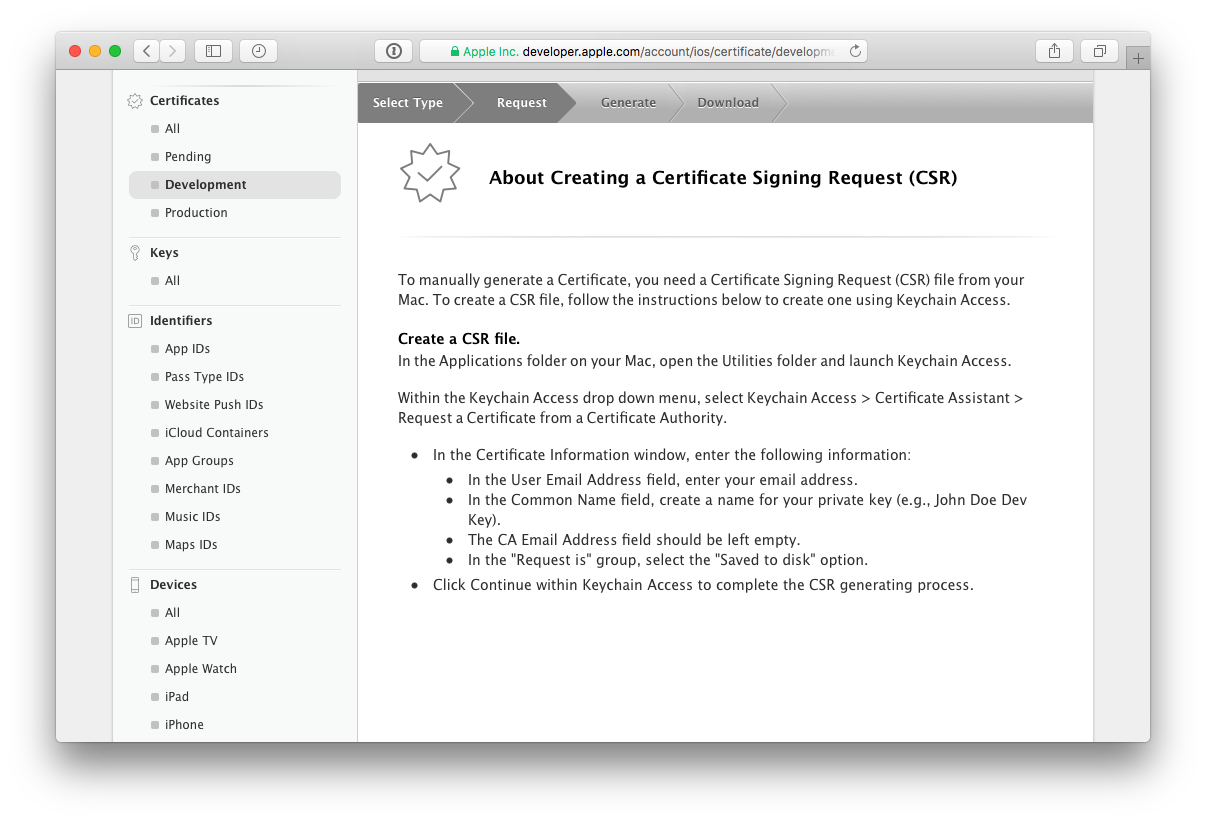 Apple Inc. developer.apple.com/account/ios/certificate/developm
Certificates
All
Pending
Development
Production
Keys
All
ID
Identifiers
App IDs
Pass Type IDs
Website Push IDs
iCloud Containers
App Groups
Merchant IDs
Music IDs
Maps IDs
Devices
All
Apple TV
Apple Watch
iPad
iPhone
Select Type
Request
Generate
Download
About Creating a Certificate Signing Request (CSR)
To manually generate a Certificate, you need a Certificate Signing Request (CSR) file from your
Mac. To create a CSR file, follow the instructions below to create one using Keychain Access.
Create a CSR file.
In the Applications folder on your Mac, open the Utilities folder and launch Keychain Access.
Within the Keychain Access drop down menu, select Keychain Access > Certificate Assistant >
Request a Certificate from a Certificate Authority.
• In the Certificate Information window, enter the following information:
• In the User Email Address field, enter your email address.
• In the Common Name field, create a name for your private key (e.g., John Doe Dev
Key).
• The CA Email Address field should be left empty.
• In the "Request is" group, select the "Saved to disk" option.
• Click Continue within Keychain Access to complete the CSR generating process.